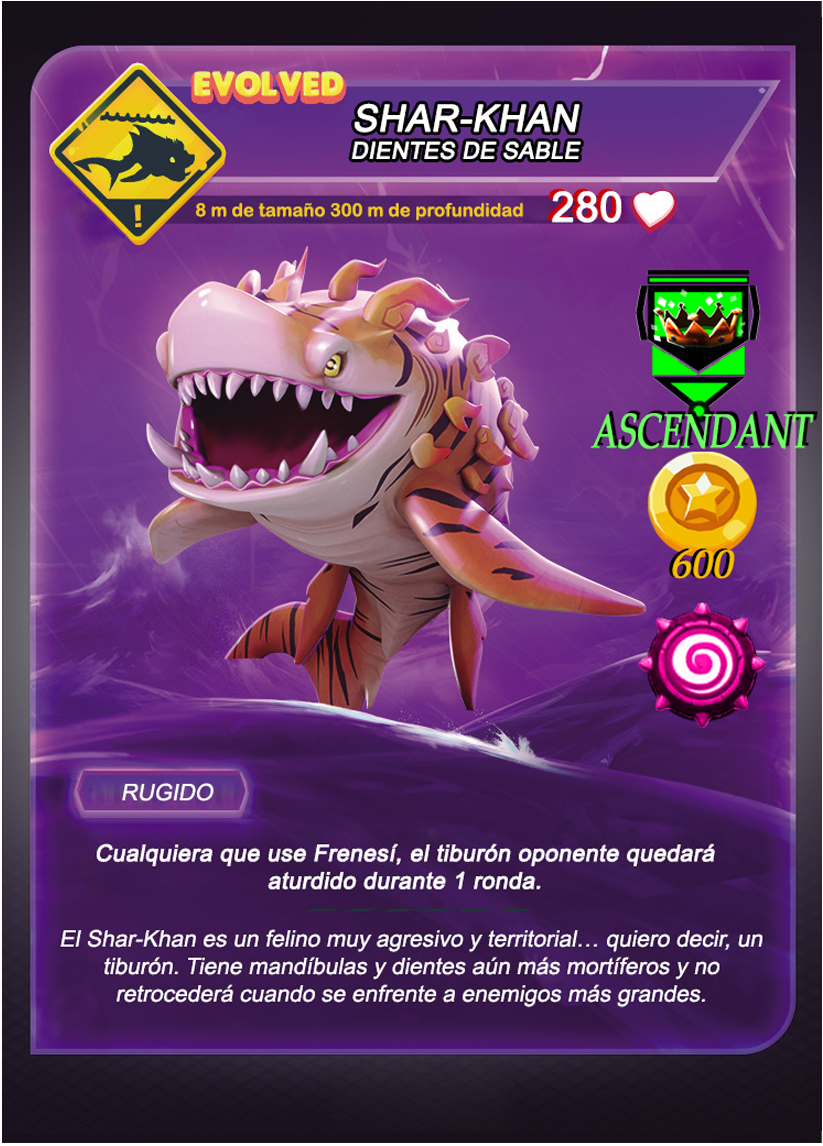 EVOLVED
SHAR-KHAN
DIENTES DE SABLE
!
8 m de tamaño 300 m de profundidad
280
ASCENDANT
600
RUGIDO
Cualquiera que use Frenesí, el tiburón oponente quedará
aturdido durante 1 ronda.
El Shar-Khan es un felino muy agresivo y territorial… quiero decir, un
tiburón. Tiene mandíbulas y dientes aún más mortíferos y no
retrocederá cuando se enfrente a enemigos más grandes.